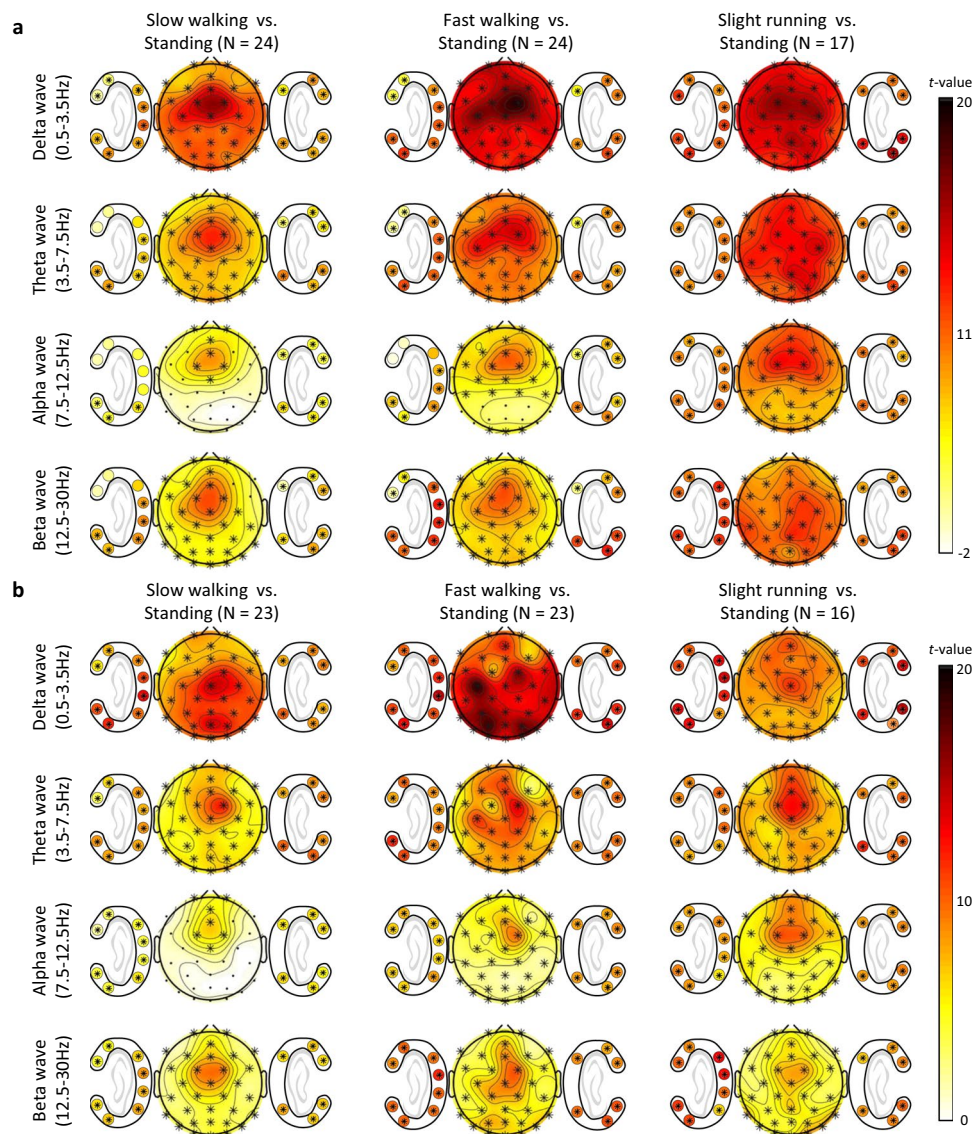 a
Slow walking vs.
Standing (N = 24)
Fast walking vs.
Standing (N = 24)
Slight running vs.
Standing (N = 17)
Delta wave
(0.5-3.5Hz)
Theta wave
(3.5-7.5Hz)
Alpha wave
(7.5-12.5Hz)
Beta wave
(12.5-30Hz)
t-value
20
11
-2
b
Slow walking vs.
Standing (N = 23)
Fast walking vs.
Standing (N = 23)
Slight running vs.
Standing (N = 16)
Delta wave
(0.5-3.5Hz)
Theta wave
(3.5-7.5Hz)
Alpha wave
(7.5-12.5Hz)
Beta wave
(12.5-30Hz)
t-value
20
10
0